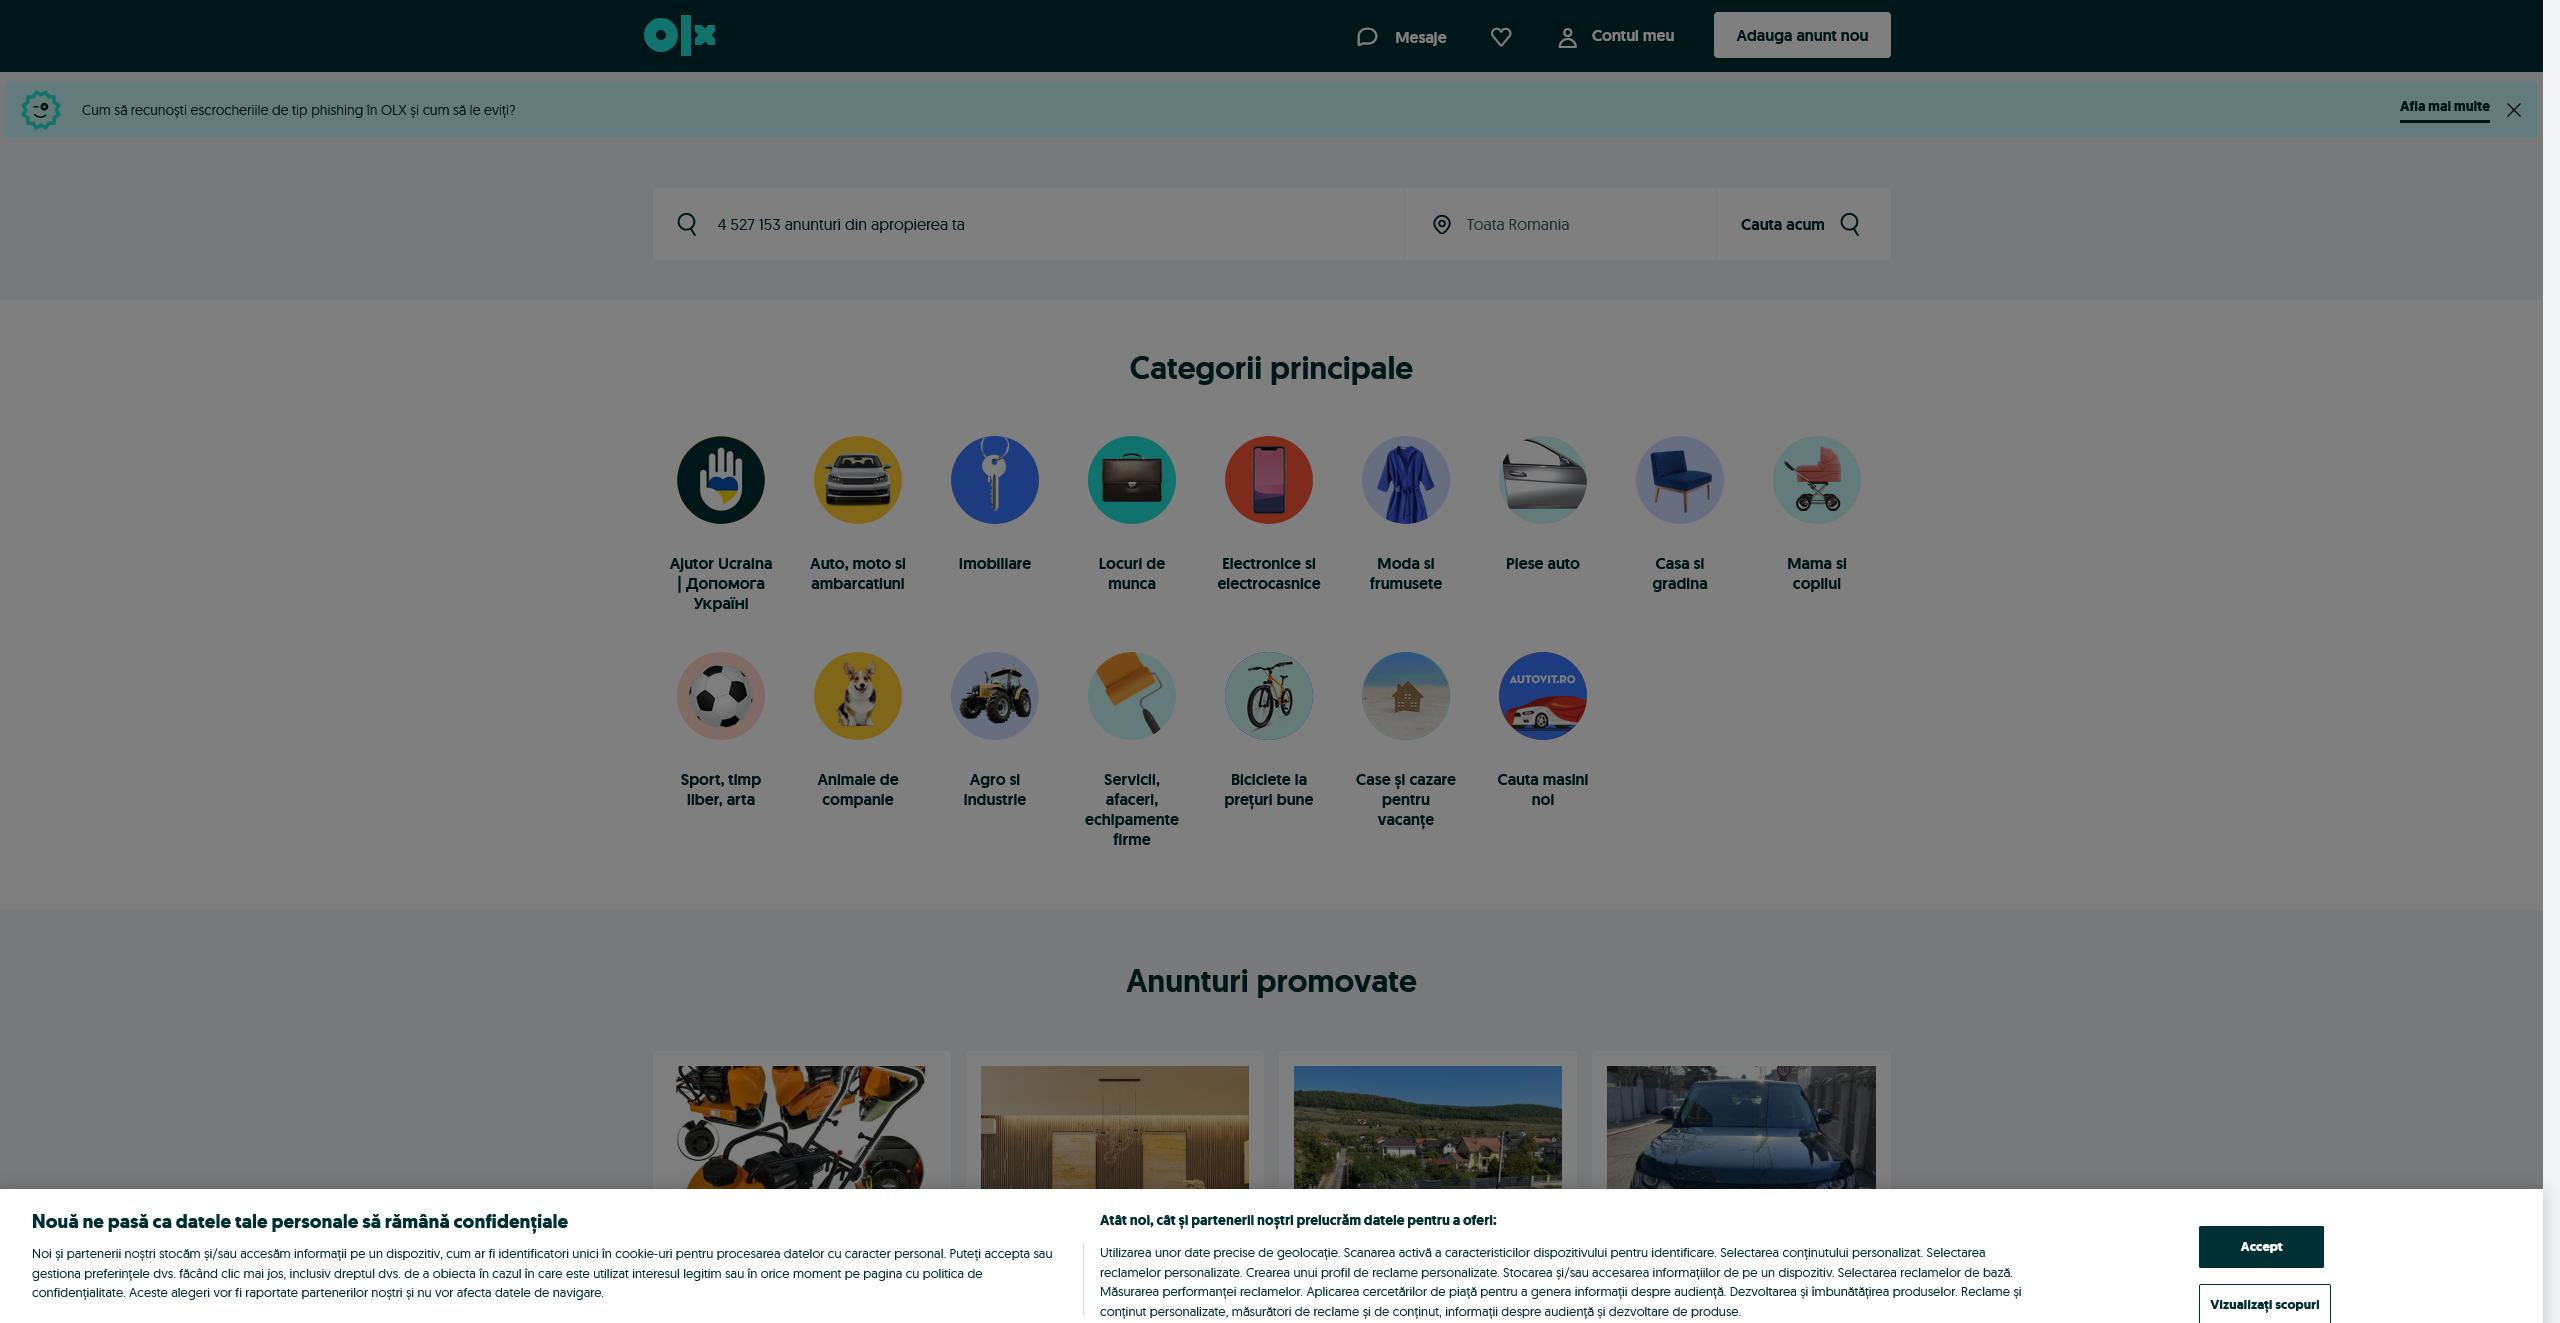 olx
Mesaje
Contul meu
Adauga anunt nou
Cum să recunoști escrocheriile de tip phishing în OLX și cum să le eviți?
Afla mai multe
4 527 153 anunturi din apropierea ta
Toata Romania
Cauta acum
Categorii principale
Ajutor Ucraina
| Допомога
Україні
Auto, moto si
ambarcatiuni
Imobiliare
Locuri de
munca
Electronice si
electrocasnice
Moda si
frumusete
Piese auto
Casa si
gradina
Mama si
copilul
AUTOVIT.RO
Sport, timp
liber, arta
Animale de
companie
Agro si
industrie
Servicii,
afaceri,
echipamente
firme
Biciclete la
prețuri bune
Case și cazare
pentru
vacanțe
Cauta masini
noi
Anunturi promovate
Nouă ne pasă ca datele tale personale să rămână confidențiale
Noi și partenerii noștri stocăm și/sau accesăm informații pe un dispozitiv, cum ar fi identificatori unici în cookie-uri pentru procesarea datelor cu caracter personal. Puteți accepta sau
gestiona preferințele dvs. făcând clic mai jos, inclusiv dreptul dvs. de a obiecta în cazul în care este utilizat interesul legitim sau în orice moment pe pagina cu politica de
confidențialitate. Aceste alegeri vor fi raportate partenerilor noștri și nu vor afecta datele de navigare.
Atât noi, cât și partenerii noștri prelucrăm datele pentru a oferi:
Utilizarea unor date precise de geolocație. Scanarea activă a caracteristicilor dispozitivului pentru identificare. Selectarea conținutului personalizat. Selectarea
reclamelor personalizate. Crearea unui profil de reclame personalizate. Stocarea și/sau accesarea informațiilor de pe un dispozitiv. Selectarea reclamelor de bază.
Măsurarea performanței reclamelor. Aplicarea cercetărilor de piață pentru a genera informații despre audiență. Dezvoltarea și îmbunătățirea produselor. Reclame și
conținut personalizate, măsurători de reclame și de conținut, informații despre audiență și dezvoltare de produse.
Accept
Vizualizați scopuri